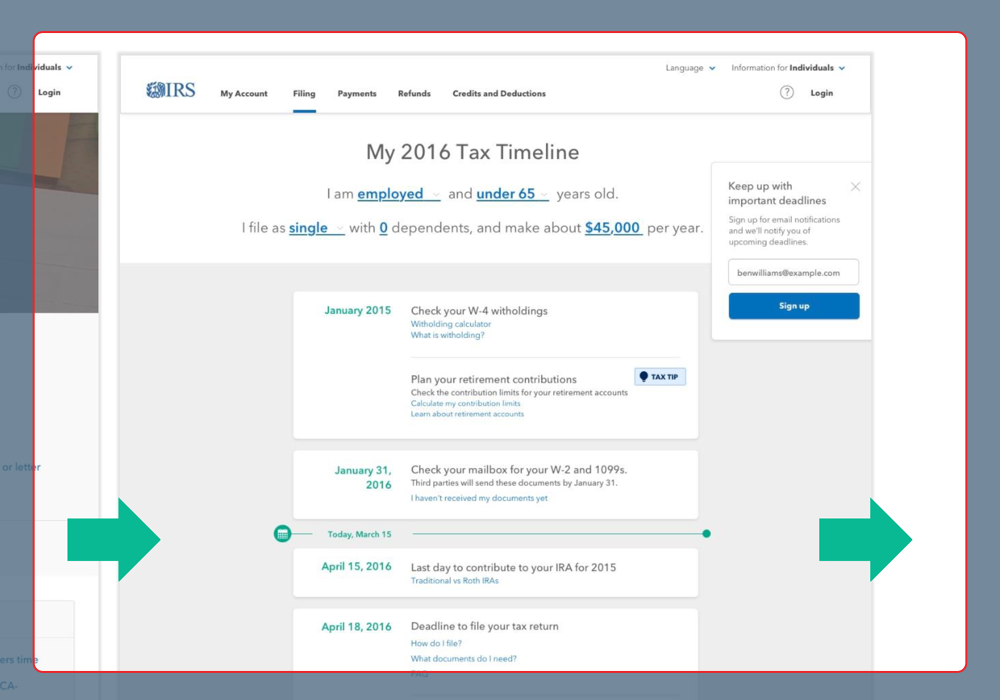 n for Individuals
? Login
or letter
ers time
CA-
Language Information for Individuals
IRS My Account Filing Payments Refunds Credits and Deductions ? Login
My 2016 Tax Timeline
I am employed and under 65 years old.
I file as single with 0 dependents, and make about $45,000 per year.
Keep up with
important deadlines
Sign up for email notifications
and we'll notify you of
upcoming deadlines.
benwilliams@example.com
Sign up
January 2015
Check your W-4 witholdings
Witholding calculator
What is witholding?
Plan your retirement contributions
TAX TIP
Check the contribution limits for your retirement accounts
Calculate my contribution limits
Learn about retirement accounts
January 31,
2016
Check your mailbox for your W-2 and 1099s.
Third parties will send these documents by January 31.
I haven't received my documents yet
Today, March 15
April 15, 2016
Last day to contribute to your IRA for 2015
Traditional vs Roth IRAs
April 18, 2016
Deadline to file your tax return
How do I file?
What documents do I need?
FAQ